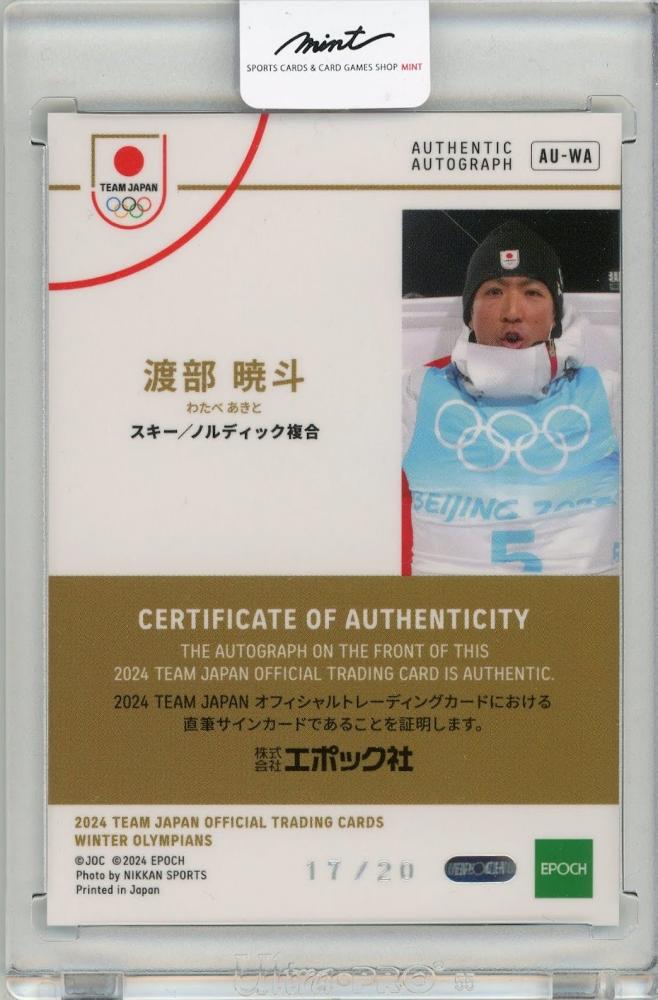 mint
SPORTS CARDS & CARD GAMES SHOP MINT
TEAM JAPAN
AUTHENTIC
AUTOGRAPH
AU-WA
渡部 暁斗
わたべ あきと
スキー/ノルディック複合
BEIJING 2022
5
CERTIFICATE OF AUTHENTICITY
THE AUTOGRAPH ON THE FRONT OF THIS
2024 TEAM JAPAN OFFICIAL TRADING CARD IS AUTHENTIC.
2024 TEAM JAPAN オフィシャルトレーディングカードにおける
直筆サインカードであることを証明します。
株式会社エポック社
2024 TEAM JAPAN OFFICIAL TRADING CARDS
WINTER OLYMPIANS
©JOC ©2024 EPOCH
Photo by NIKKAN SPORTS
Printed in Japan
17/20
EPOCH
EPOCH
Ultra·PRO®